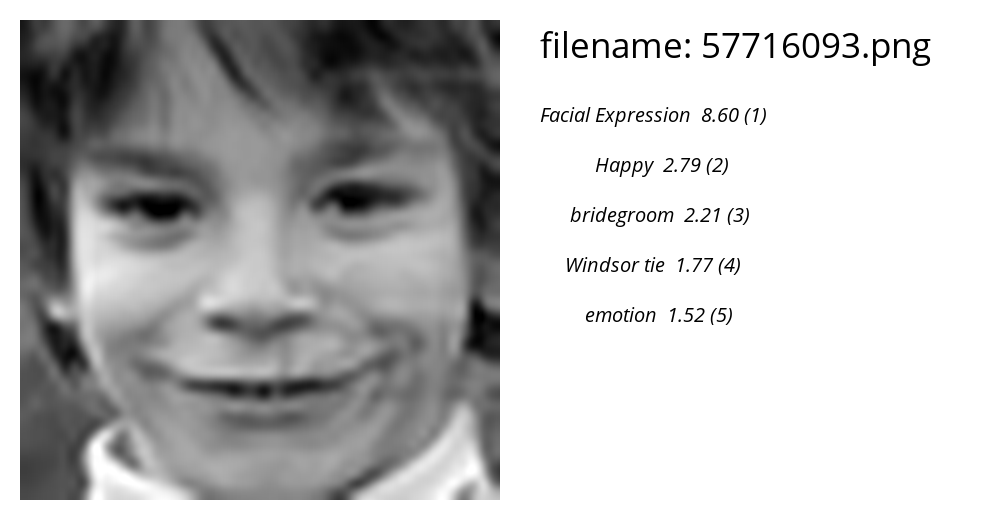 filename: 57716093.png
Facial Expression 8.60 (1)
Happy 2.79 (2)
bridegroom 2.21 (3)
Windsor tie 1.77 (4)
emotion 1.52 (5)